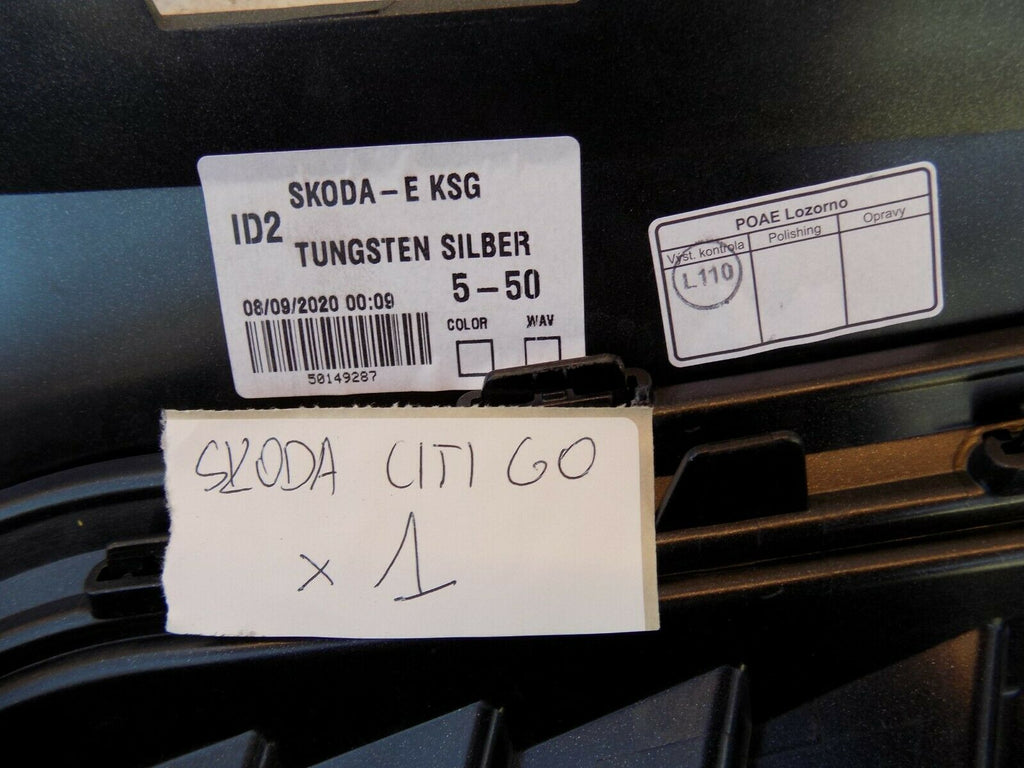 SKODA-E KSG
ID2
TUNGSTEN SILBER
5-50
08/09/2020 00:09
COLOR WAV
50149287
POAE Lozorno
Výst. kontrola Polishing Opravy
L110
SKODA CITI GO
x 1